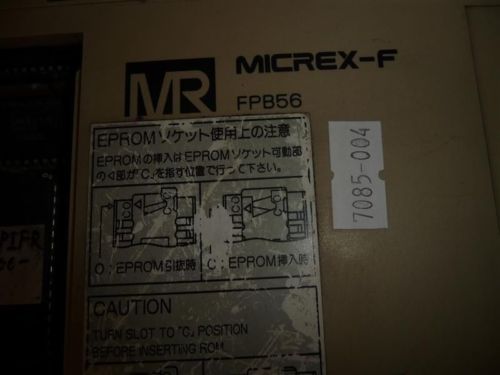 MR
MICREX-F
FPB56
7085-004
EPROMソケット使用上の注意
EPROMの挿入はEPROMソケット可動部
の◁部が「C」を指す位置で行って下さい。
O：EPROM引抜時
C：EPROM挿入時
CAUTION
TURN SLOT TO "C" POSITION
BEFORE INSERTING ROM